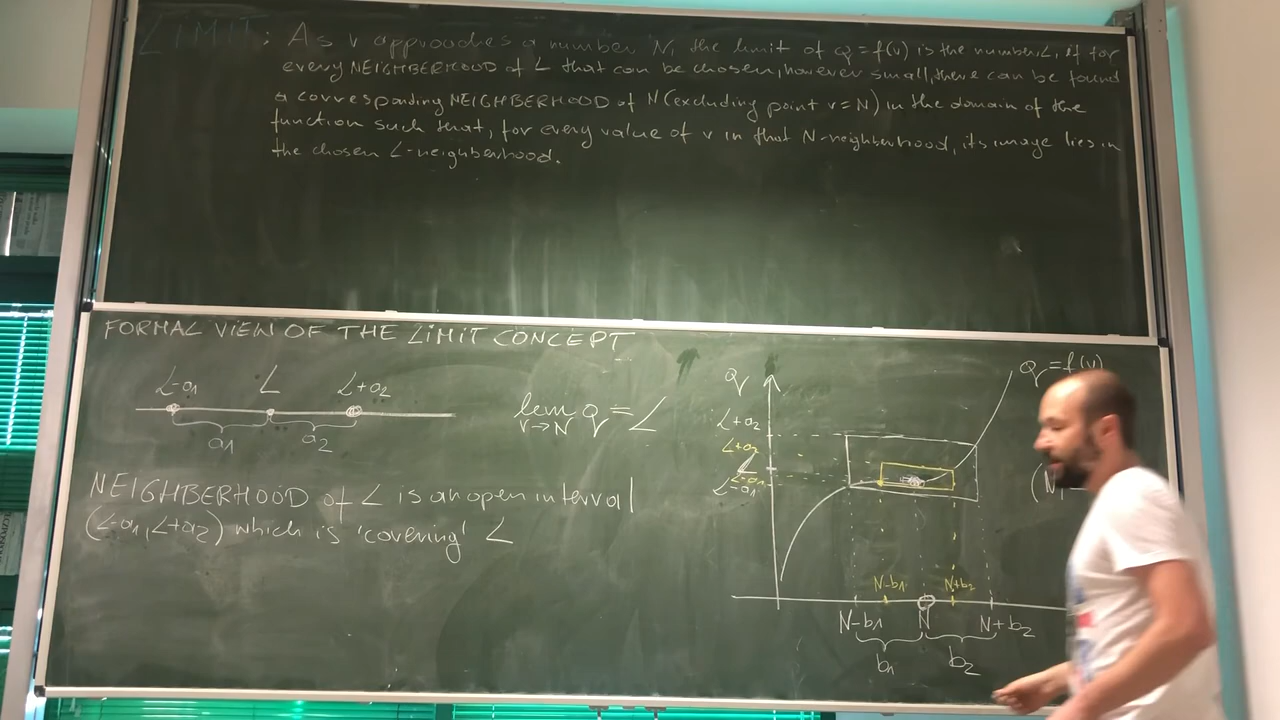 LIMIT: As v approaches a number N, the limit of q=f(v) is the number L, if for
every NEIGHBERHOOD of L that can be chosen, however small, there can be found
a corresponding NEIGHBERHOOD of N (excluding point v=N) in the domain of the
function such that, for every value of v in that N-neighberhood, its image lies in
the chosen L-neighberhood.
FORMAL VIEW OF THE LIMIT CONCEPT
L-a1 L L+a2
a1 a2
lim q = L
v→N
NEIGHBERHOOD of L is an open interval
(L-a1, L+a2) which is 'covering' L
q
q=f(v)
L+a2
L+a2
L
L-a1
L-a1
(N
N-b1 N+b2
N-b1 N N+b2
b1 b2